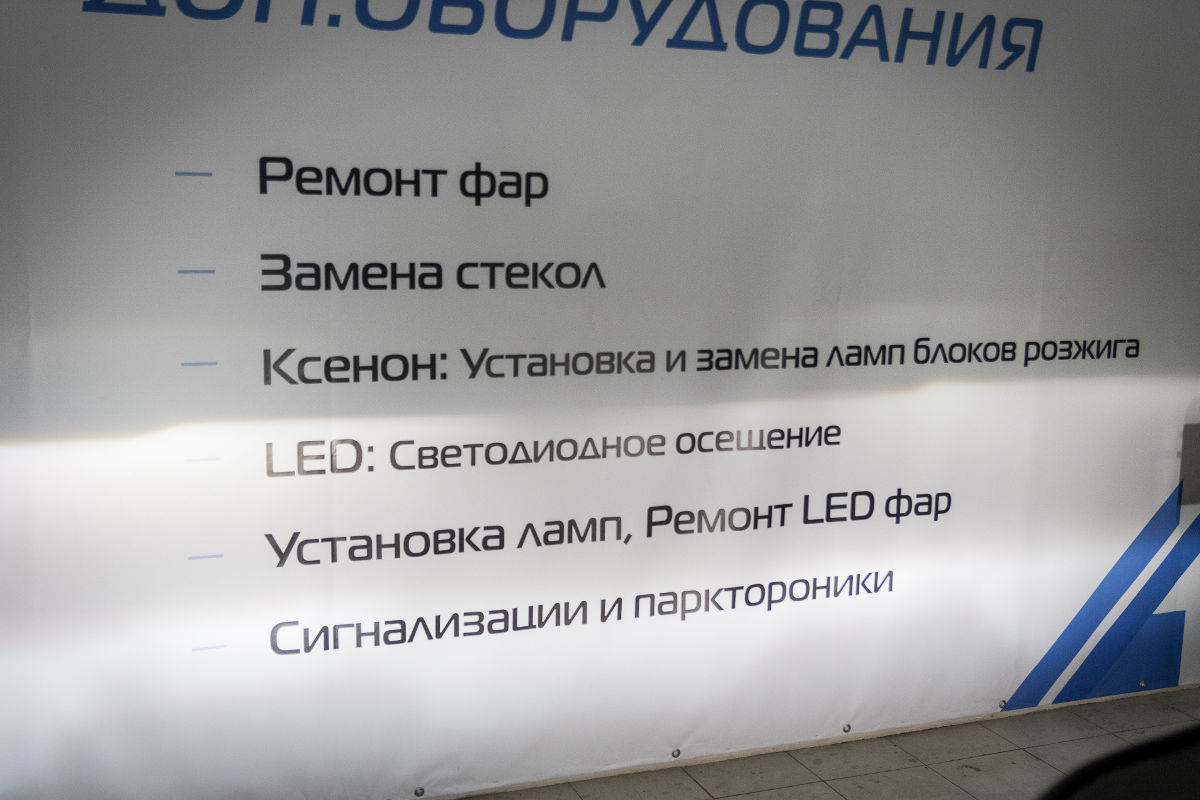 ДОП.ОБОРУДОВАНИЯ
— Ремонт фар
— Замена стекол
— Ксенон: Установка и замена ламп блоков розжига
— LED: Светодиодное осещение
— Установка ламп, Ремонт LED фар
— Сигнализации и парктороники